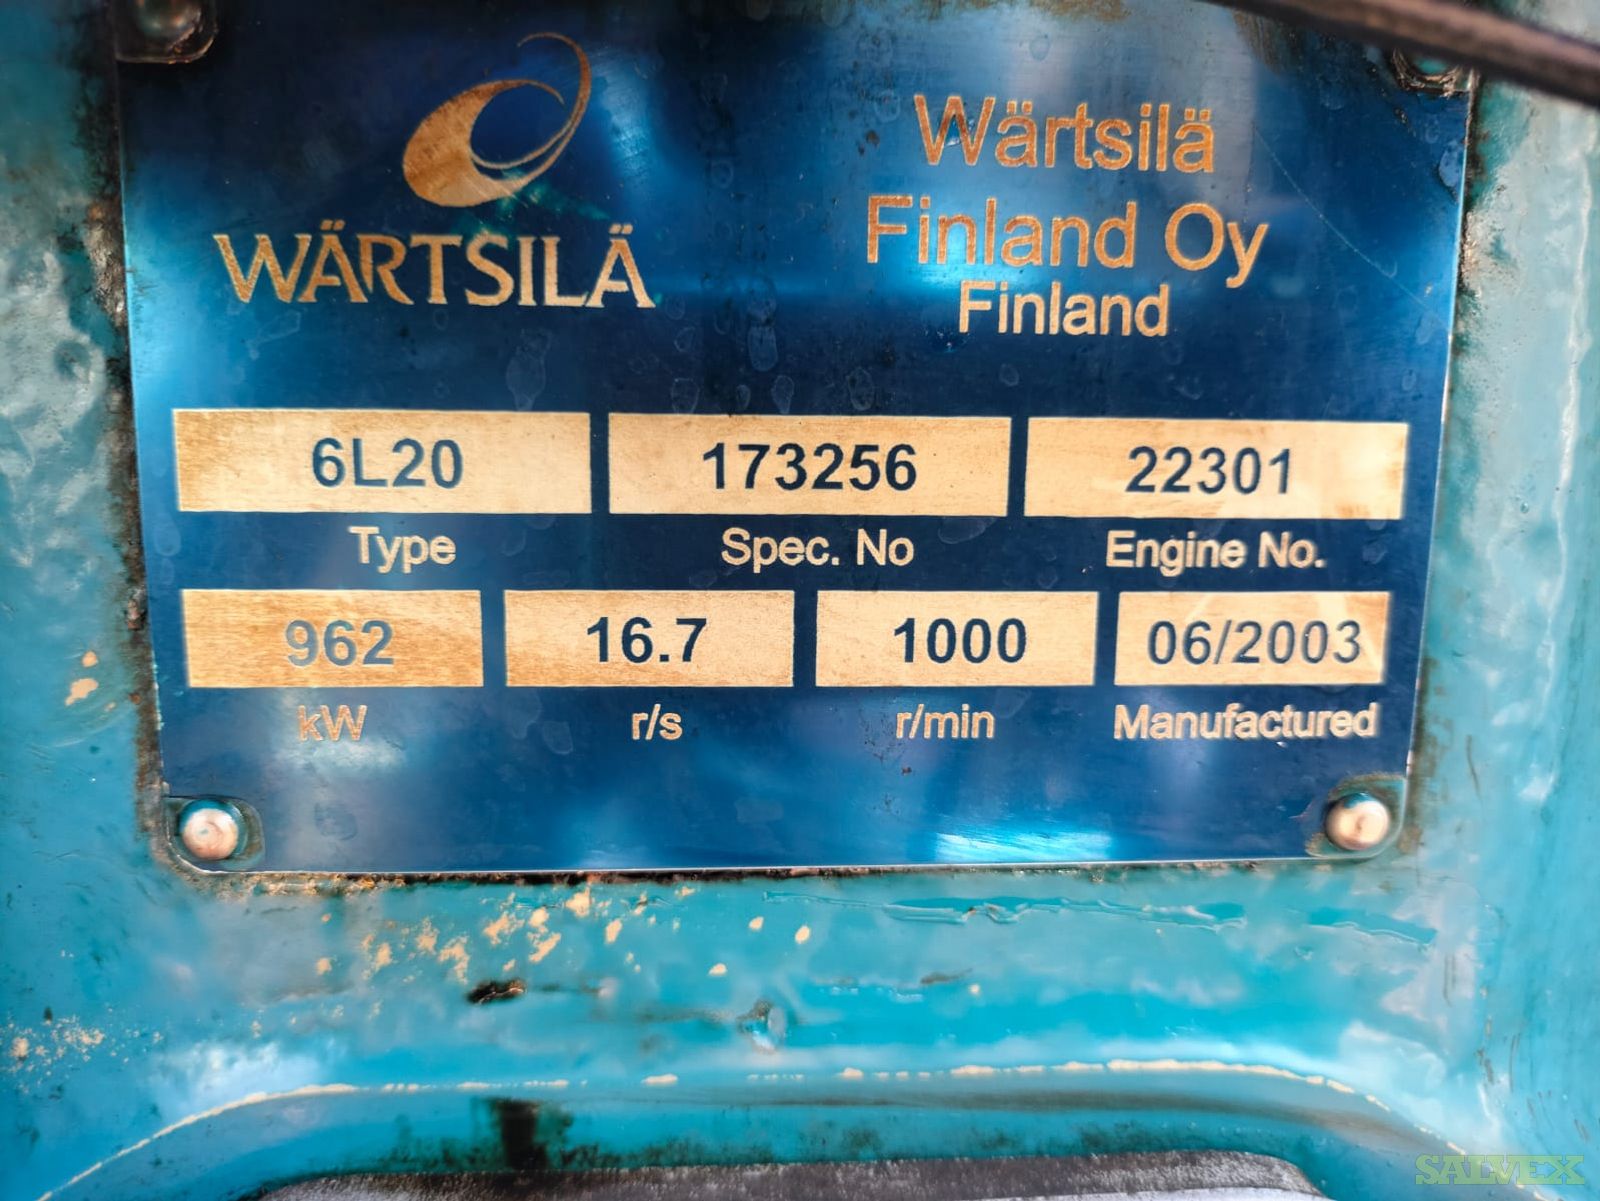 WÄRTSILÄ
Wärtsilä
Finland Oy
Finland
6L20 173256 22301
Type Spec. No Engine No.
962 16.7 1000 06/2003
kW r/s r/min Manufactured
SALVEX